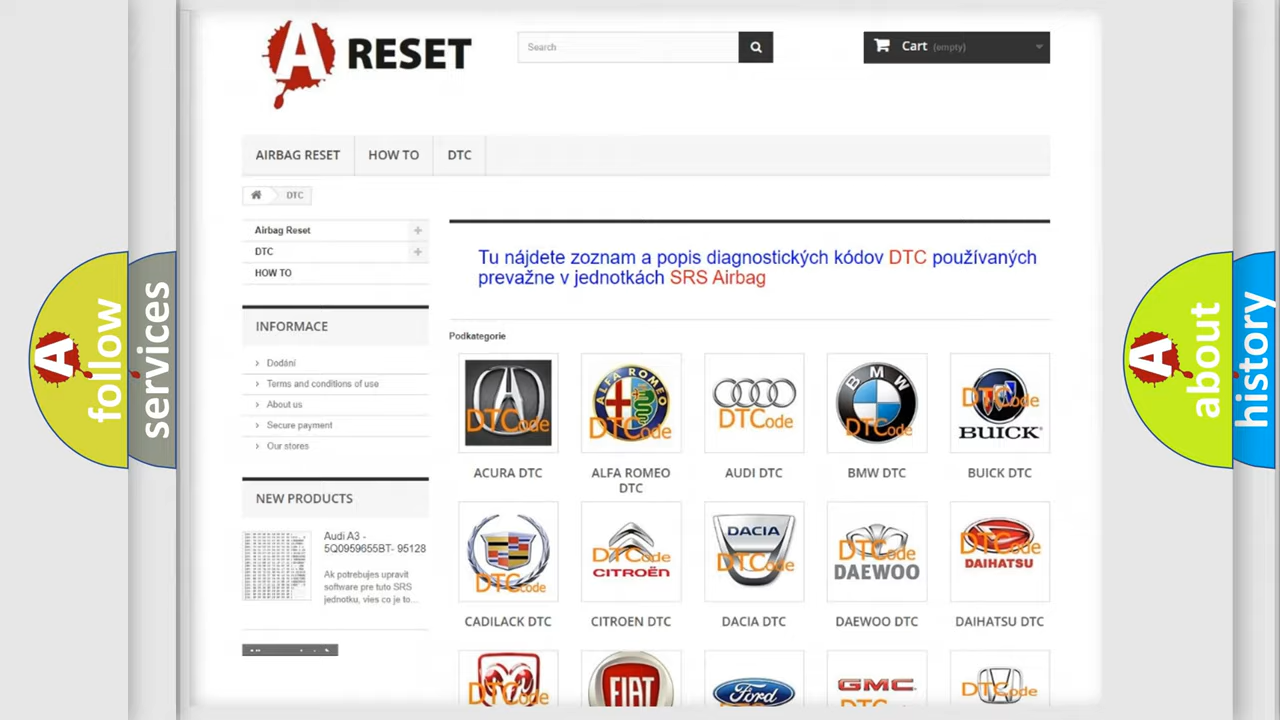 A RESET
Search
Cart (empty)
AIRBAG RESET
HOW TO
DTC
DTC
Airbag Reset
DTC
HOW TO
INFORMACE
Dodání
Terms and conditions of use
About us
Secure payment
Our stores
NEW PRODUCTS
Audi A3 -
5Q0959655BT- 95128
Ak potrebujes upravit
software pre tuto SRS
jednotku, vies co je to...
Tu nájdete zoznam a popis diagnostických kódov DTC používaných
prevažne v jednotkách SRS Airbag
Podkategorie
DTCode
ALFA ROMEO
DTCode
DTCode
BMW
DTCode
DTCode
BUICK
ACURA DTC
ALFA ROMEO
DTC
AUDI DTC
BMW DTC
BUICK DTC
DTCode
DTCode
CITROËN
DACIA
DTCode
DTCode
DAEWOO
DTCode
DAIHATSU
CADILACK DTC
CITROEN DTC
DACIA DTC
DAEWOO DTC
DAIHATSU DTC
DTCode
FIAT
Ford
GMC
DTCode
A follow
services
A about
history